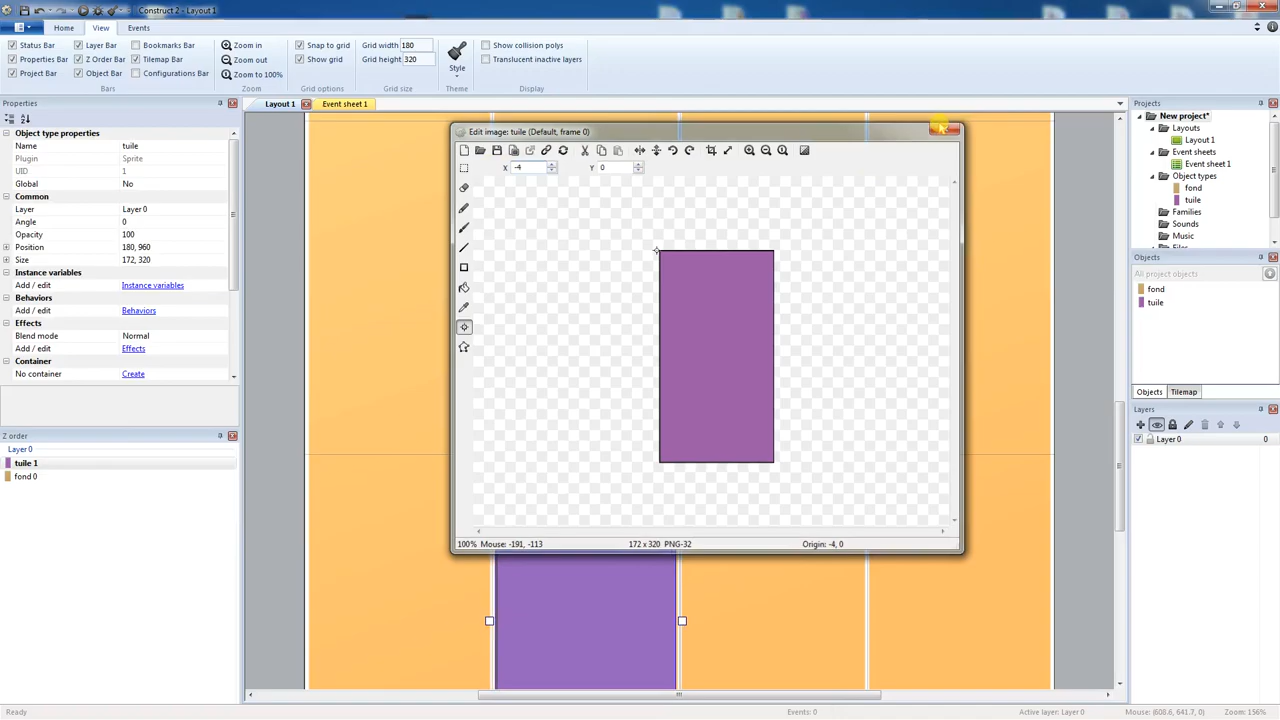 Construct 2 - Layout 1
Home View Events
Status Bar Layer Bar Bookmarks Bar Zoom in Snap to grid Grid width 180 Show collision polys
Properties Bar Z Order Bar Tilemap Bar Zoom out Show grid Grid height 320 Style Translucent inactive layers
Project Bar Object Bar Configurations Bar Zoom to 100%
Bars Zoom Grid options Grid size Theme Display
Properties
Layout 1 Event sheet 1
Object type properties
Name tuile
Plugin Sprite
UID 1
Global No
Common
Layer Layer 0
Angle 0
Opacity 100
Position 180, 960
Size 172, 320
Instance variables
Add / edit Instance variables
Behaviors
Add / edit Behaviors
Effects
Blend mode Normal
Add / edit Effects
Container
No container Create
Z order
Layer 0
tuile 1
fond 0
Edit image: tuile (Default, frame 0)
X -4 Y 0
100% Mouse: -191, -113 172 x 320 PNG-32 Origin: -4, 0
Projects
New project*
Layouts
Layout 1
Event sheets
Event sheet 1
Object types
fond
tuile
Families
Sounds
Music
Files
Objects
All project objects
fond
tuile
Objects Tilemap
Layers
Layer 0 0
Ready Events: 0 Active layer: Layer 0 Mouse: (608.6, 641.7, 0) Zoom: 156%